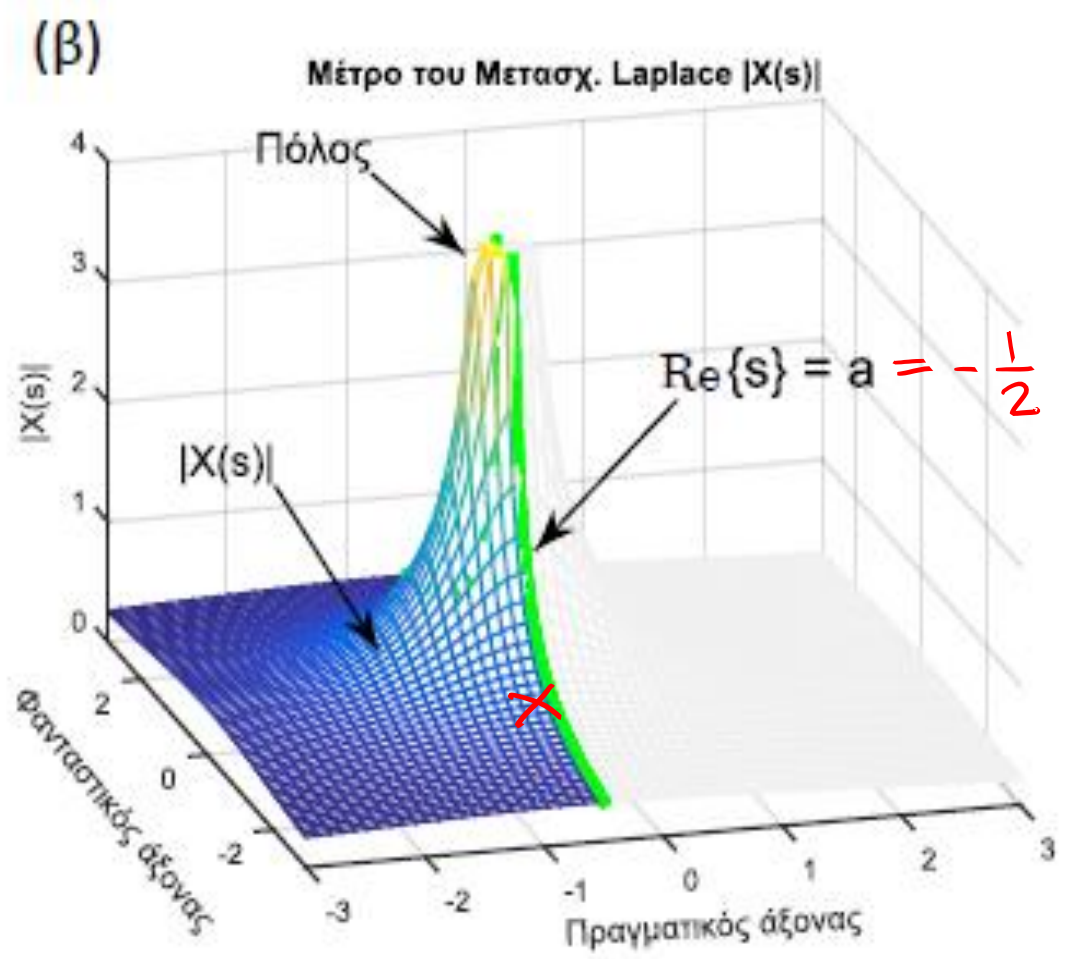 (β)
Μέτρο του Μετασχ. Laplace |X(s)|
Πόλος
4
3
2
1
0
|X(s)|
|X(s)|
Re{s} = a = - 1/2
2
0
-2
Φανταστικός άξονας
-3
-2
-1
0
1
2
3
Πραγματικός άξονας